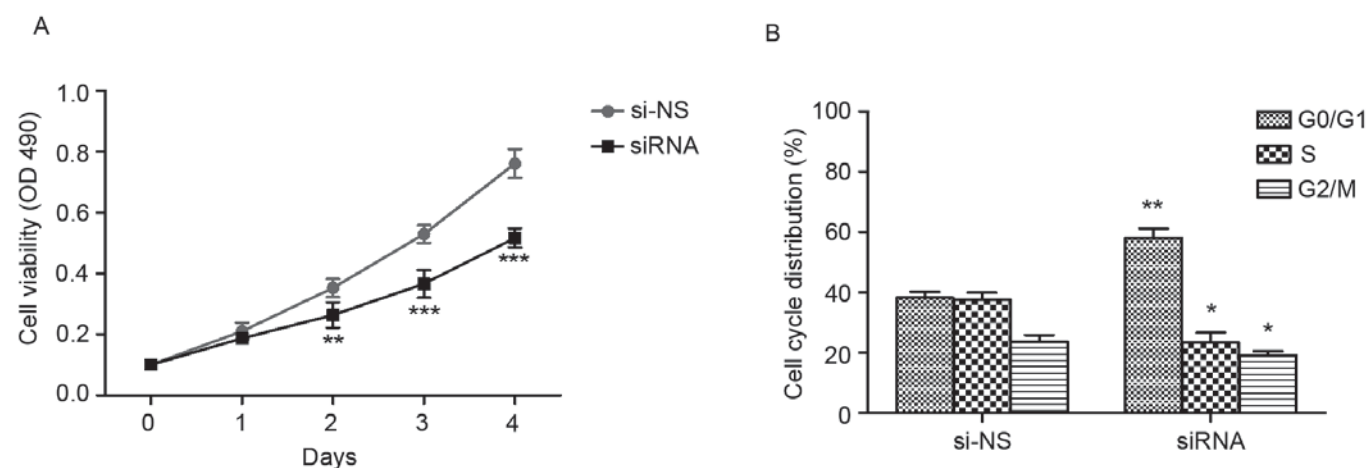 A
Cell viability (OD 490)
1.0
0.8
0.6
0.4
0.2
0.0
0 1 2 3 4
Days
si-NS
siRNA
**
***
***
B
Cell cycle distribution (%)
100
80
60
40
20
0
si-NS siRNA
G0/G1
S
G2/M
**
*
*